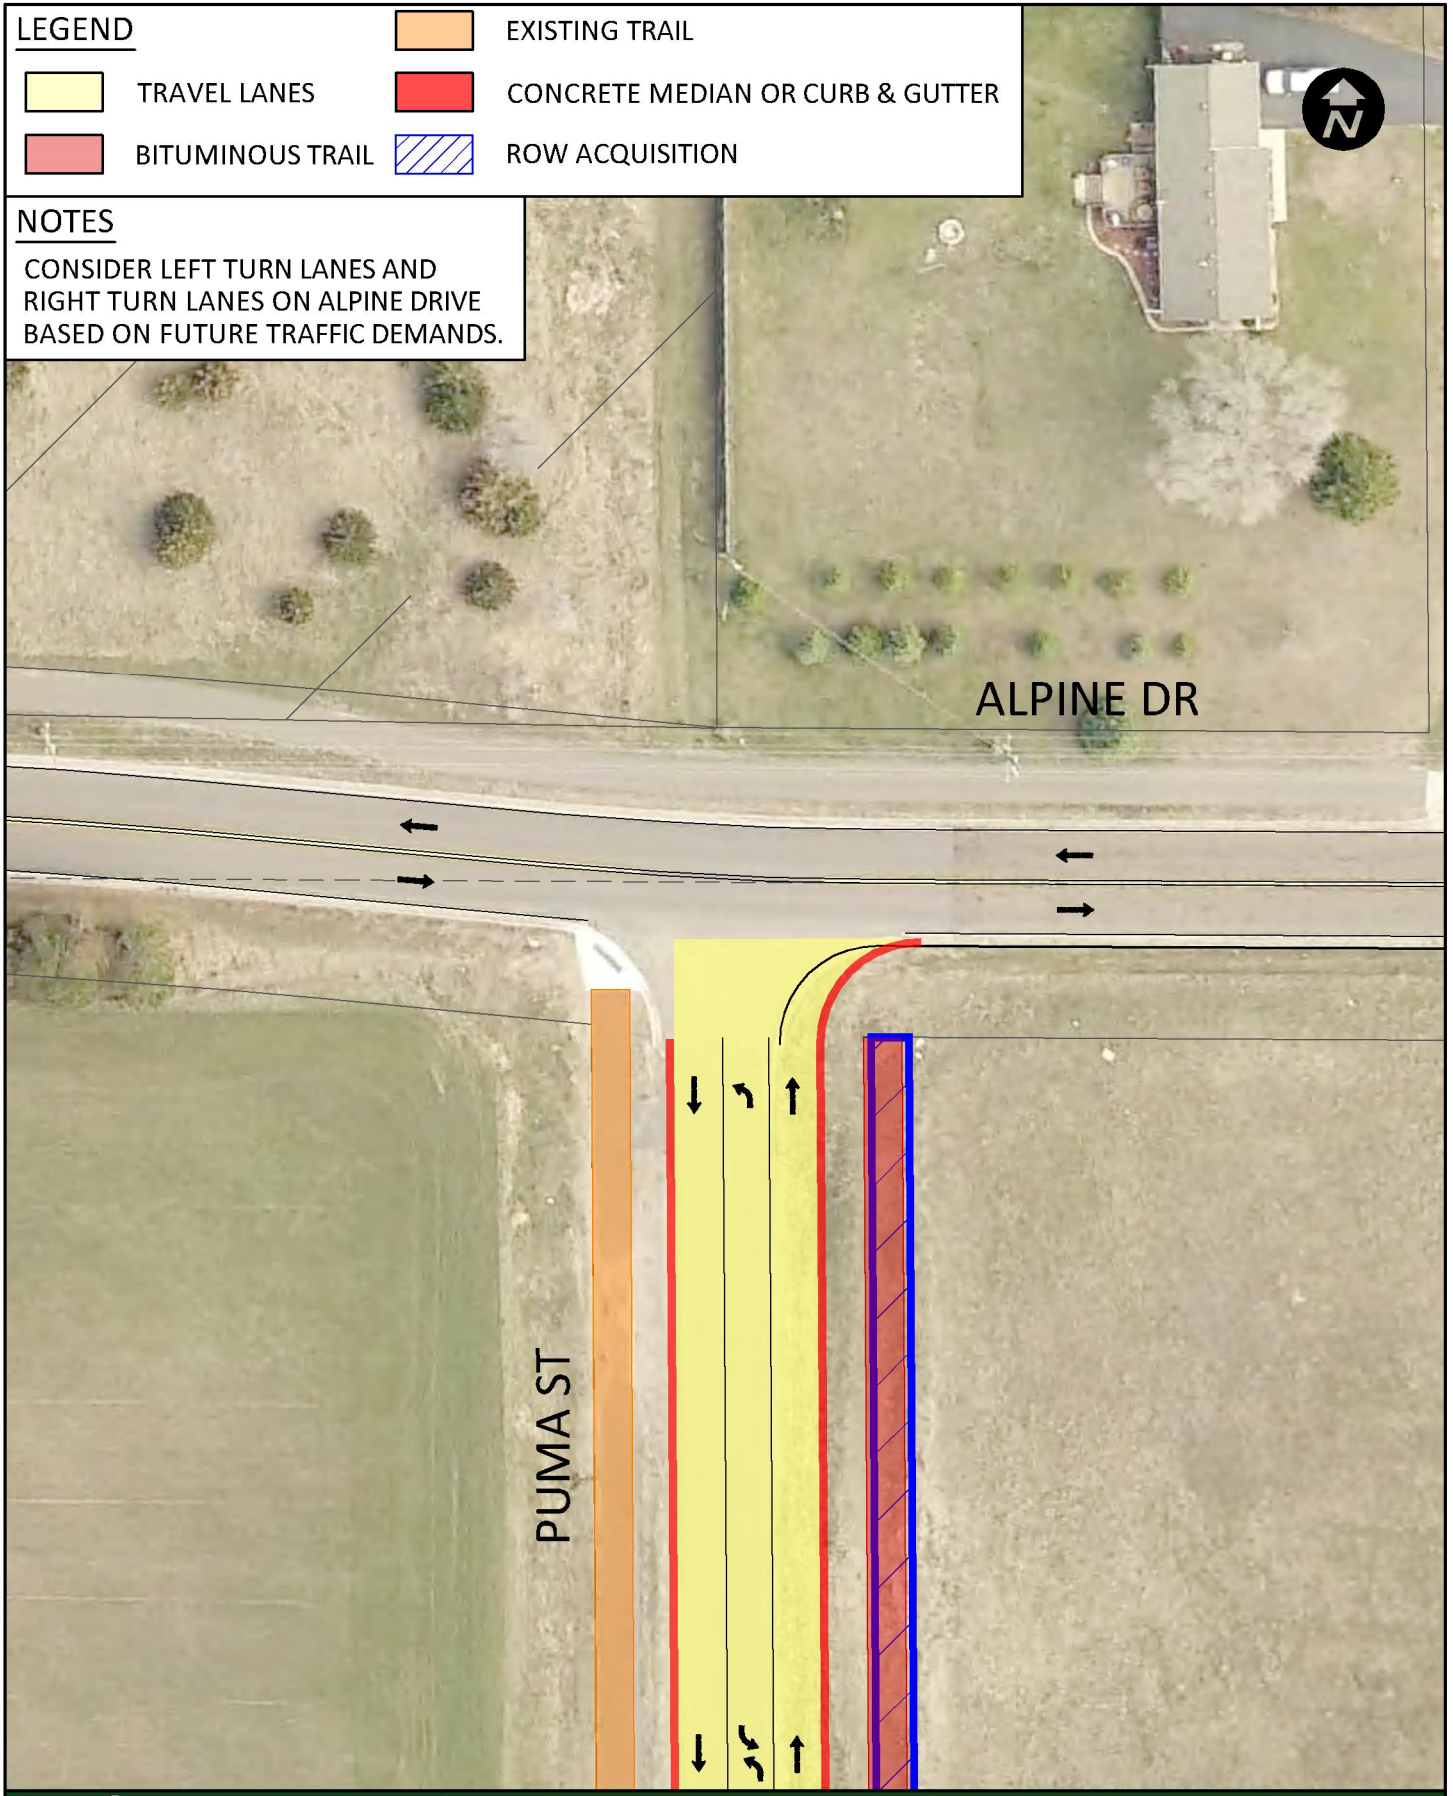 LEGEND
TRAVEL LANES
BITUMINOUS TRAIL
EXISTING TRAIL
CONCRETE MEDIAN OR CURB & GUTTER
ROW ACQUISITION
N
NOTES
CONSIDER LEFT TURN LANES AND
RIGHT TURN LANES ON ALPINE DRIVE
BASED ON FUTURE TRAFFIC DEMANDS.
ALPINE DR
PUMA ST